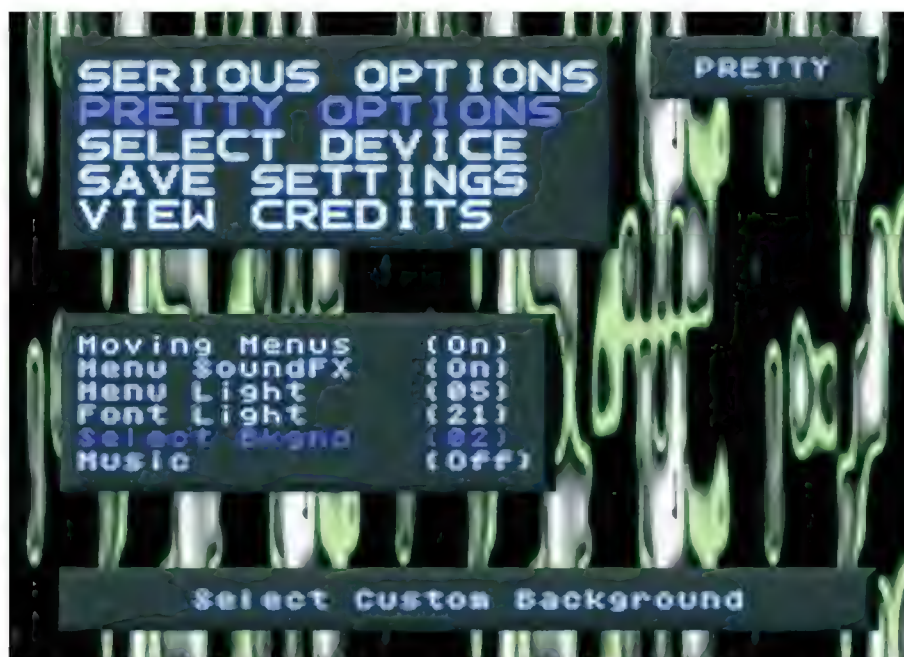 SERIOUS OPTIONS
PRETTY OPTIONS
SELECT DEVICE
SAVE SETTINGS
VIEW CREDITS
PRETTY
Moving Menus (On)
Menu SoundFX (On)
Menu Light (05)
Font Light (21)
Select Bkgnd (02)
Music (Off)
Select Custom Background